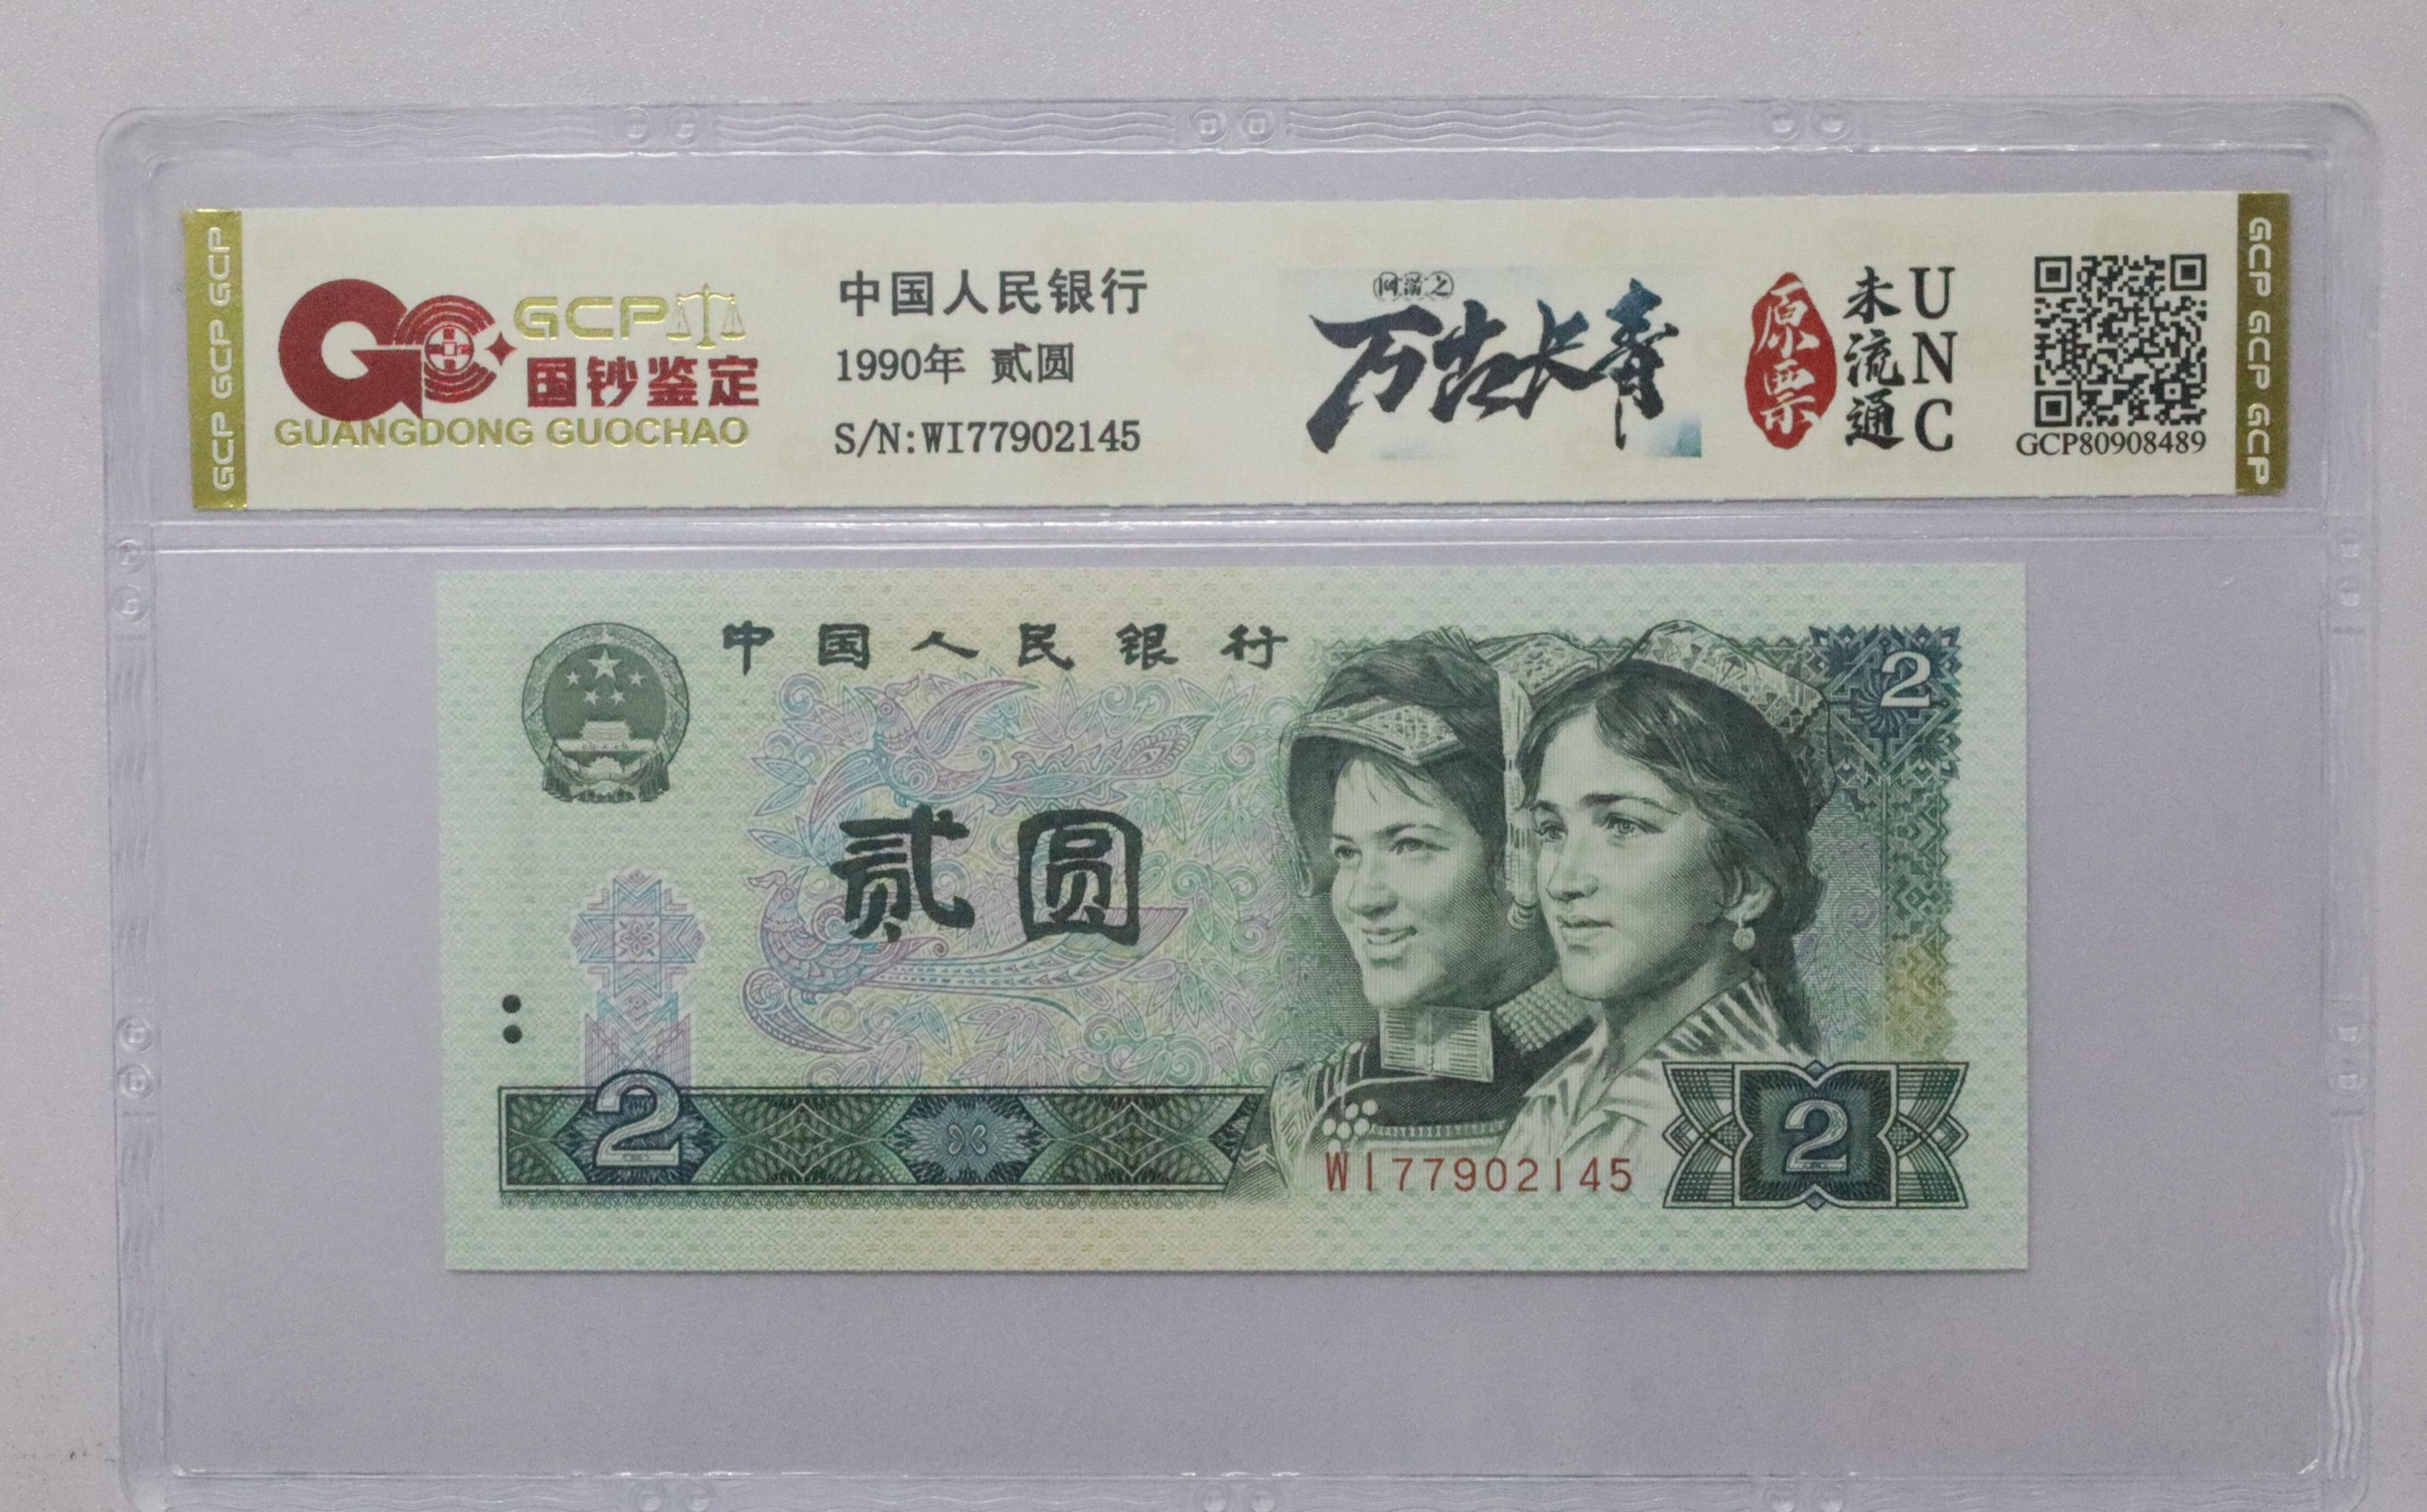 GCP GCP GCP
GCP
国钞鉴定
GUANGDONG GUOCHAO
中国人民银行
1990年 贰圆
S/N:WI77902145
万古长青
原票
未流通
UNC
GCP80908489
GCP GCP GCP
中国人民银行
贰圆
2
2
2
WI77902145